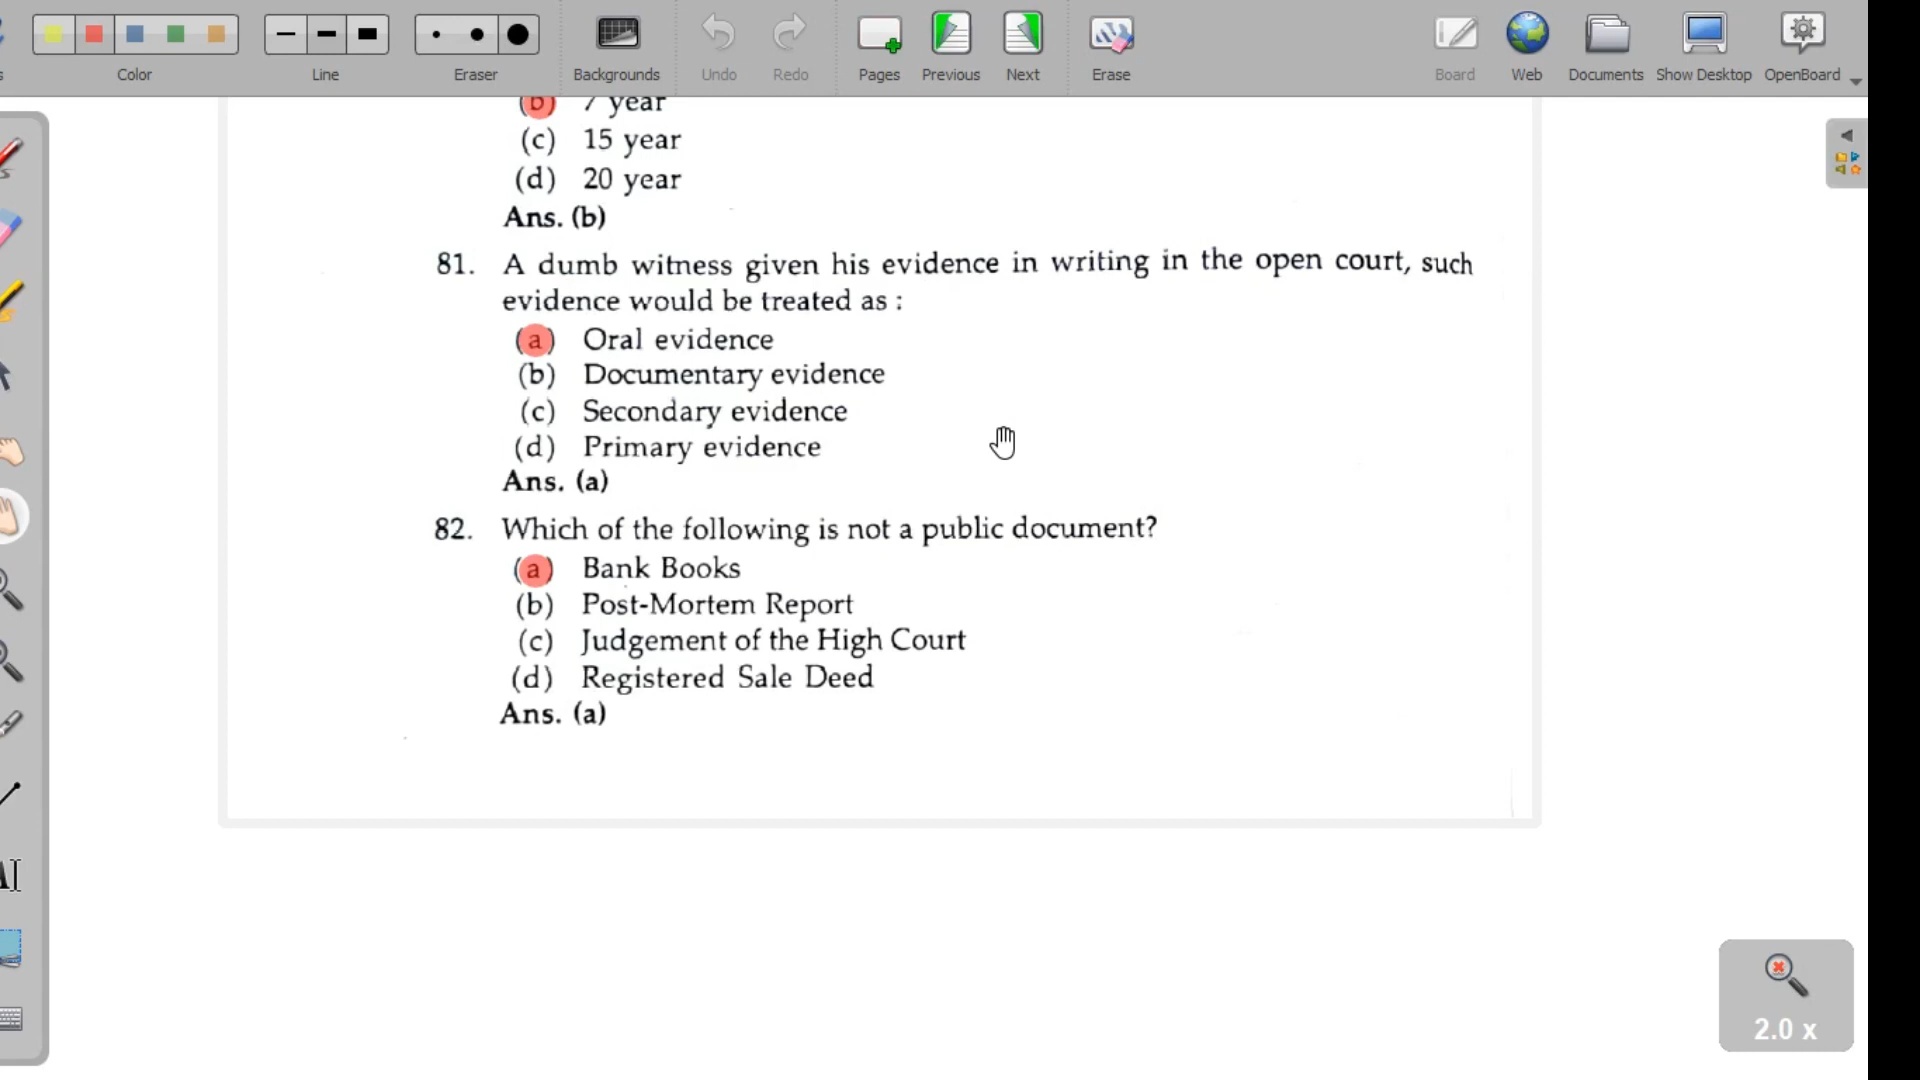 Color
Line
Eraser
Backgrounds
Undo
Redo
Pages
Previous
Next
Erase
Board
Web
Documents
Show Desktop
OpenBoard
s
(b) 7 year
(c) 15 year
(d) 20 year
Ans. (b)
81. A dumb witness given his evidence in writing in the open court, such
evidence would be treated as :
(a) Oral evidence
(b) Documentary evidence
(c) Secondary evidence
(d) Primary evidence
Ans. (a)
82. Which of the following is not a public document?
(a) Bank Books
(b) Post-Mortem Report
(c) Judgement of the High Court
(d) Registered Sale Deed
Ans. (a)
AI
2.0 x